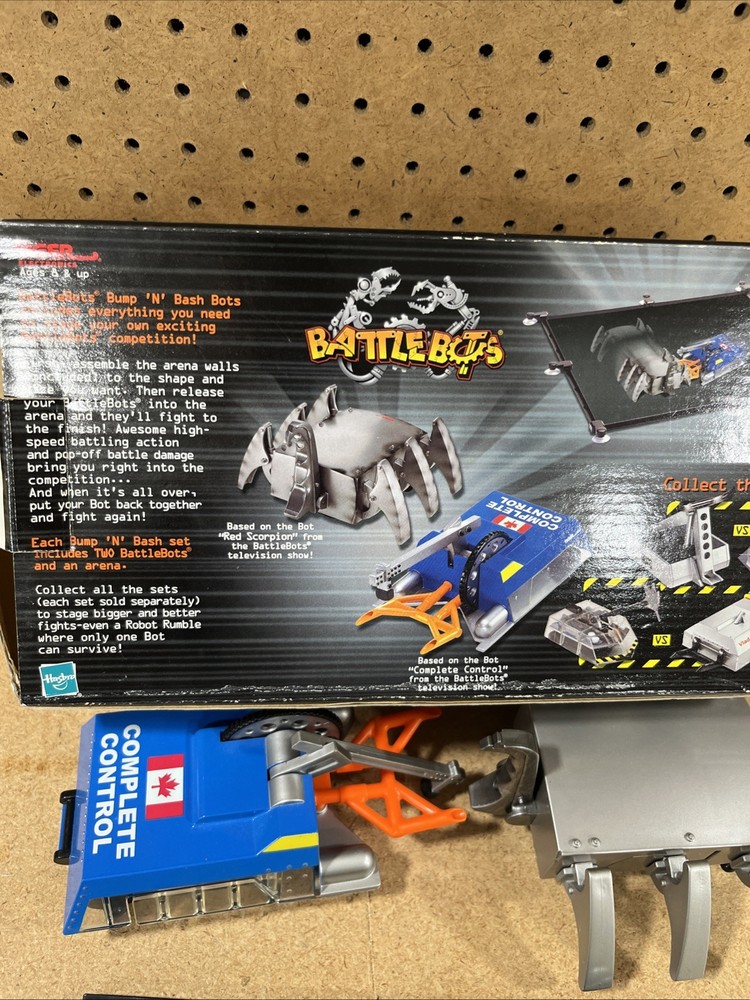 ELECTRONICS
Ages 8 & up
Bump 'N' Bash Bots
everything you need
your own exciting
competition!
assemble the arena walls
to the shape and
want. Then release
your BattleBots® into the
arena and they'll fight to
the finish! Awesome high-
speed battling action
and pop-off battle damage
bring you right into the
competition...
And when it's all over,
put your Bot back together
and fight again!
Each Bump 'N' Bash set
includes TWO BattleBots®
and an arena.
Collect all the sets
(each set sold separately)
to stage bigger and better
fights-even a Robot Rumble
where only one Bot
can survive!
Hasbro
BATTLEBOTS
Based on the Bot
"Red Scorpion" from
the BattleBots®
television show!
COMPLETE
CONTROL
Based on the Bot
"Complete Control"
from the BattleBots®
television show!
Collect th
VS
VS
COMPLETE
CONTROL